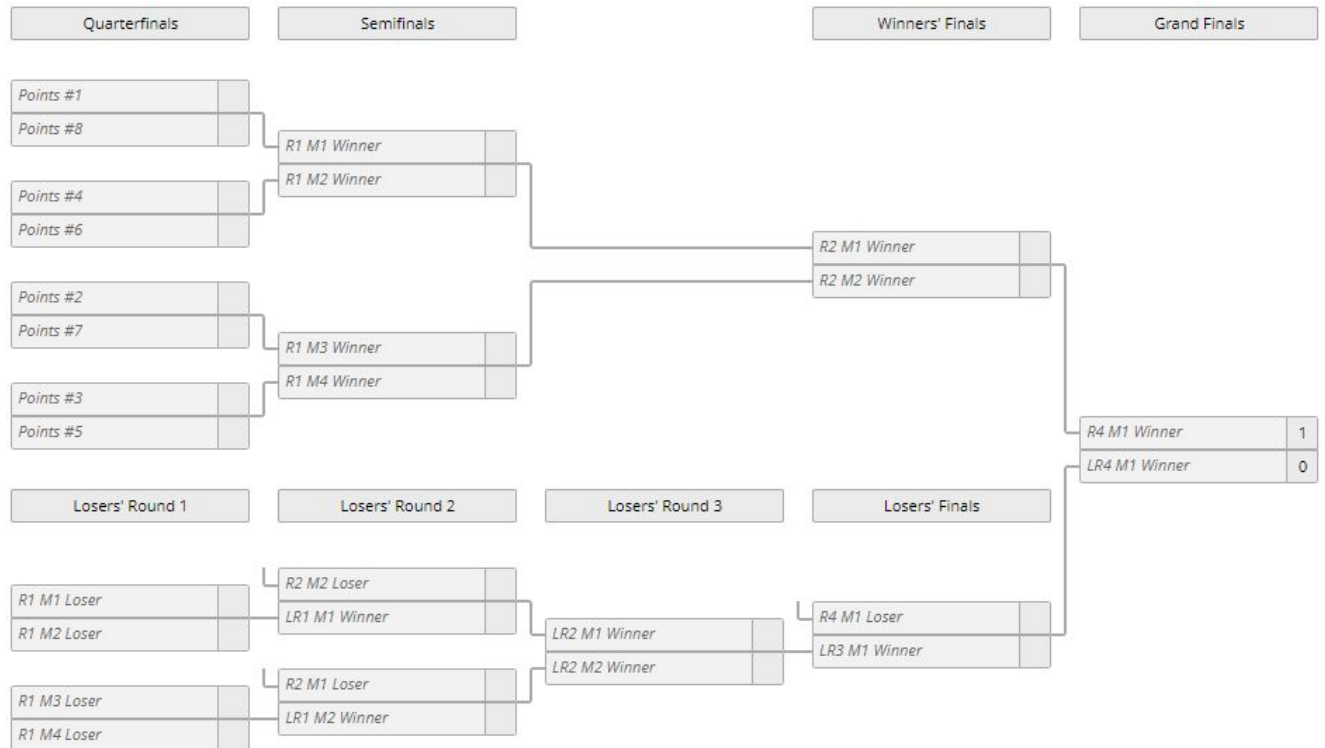 Quarterfinals
Semifinals
Winners' Finals
Grand Finals
Points #1
Points #8
Points #4
Points #6
Points #2
Points #7
Points #3
Points #5
R1 M1 Winner
R1 M2 Winner
R1 M3 Winner
R1 M4 Winner
R2 M1 Winner
R2 M2 Winner
R4 M1 Winner 1
LR4 M1 Winner 0
Losers' Round 1
Losers' Round 2
Losers' Round 3
Losers' Finals
R1 M1 Loser
R1 M2 Loser
R1 M3 Loser
R1 M4 Loser
R2 M2 Loser
LR1 M1 Winner
R2 M1 Loser
LR1 M2 Winner
LR2 M1 Winner
LR2 M2 Winner
R4 M1 Loser
LR3 M1 Winner